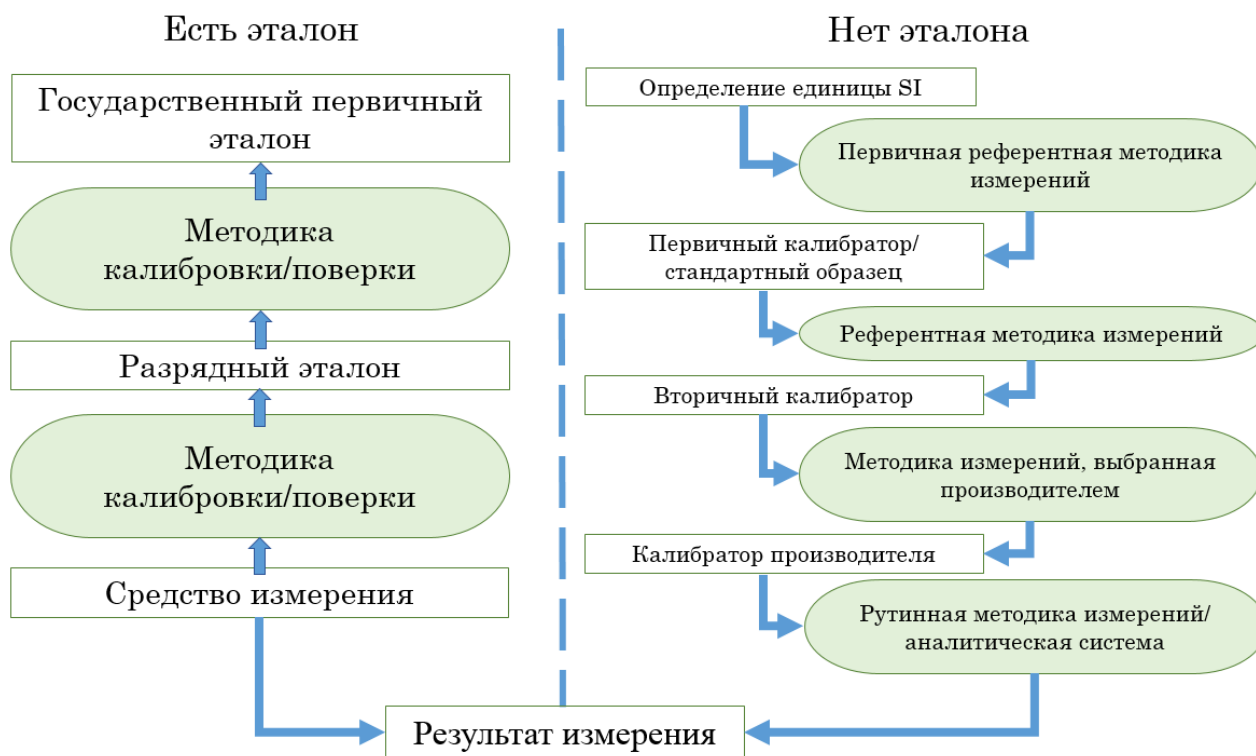 Есть эталон
Государственный первичный
эталон
Методика
калибровки/поверки
Разрядный эталон
Методика
калибровки/поверки
Средство измерения
Нет эталона
Определение единицы SI
Первичная референтная методика
измерений
Первичный калибратор/
стандартный образец
Референтная методика измерений
Вторичный калибратор
Методика измерений, выбранная
производителем
Калибратор производителя
Рутинная методика измерений/
аналитическая система
Результат измерения